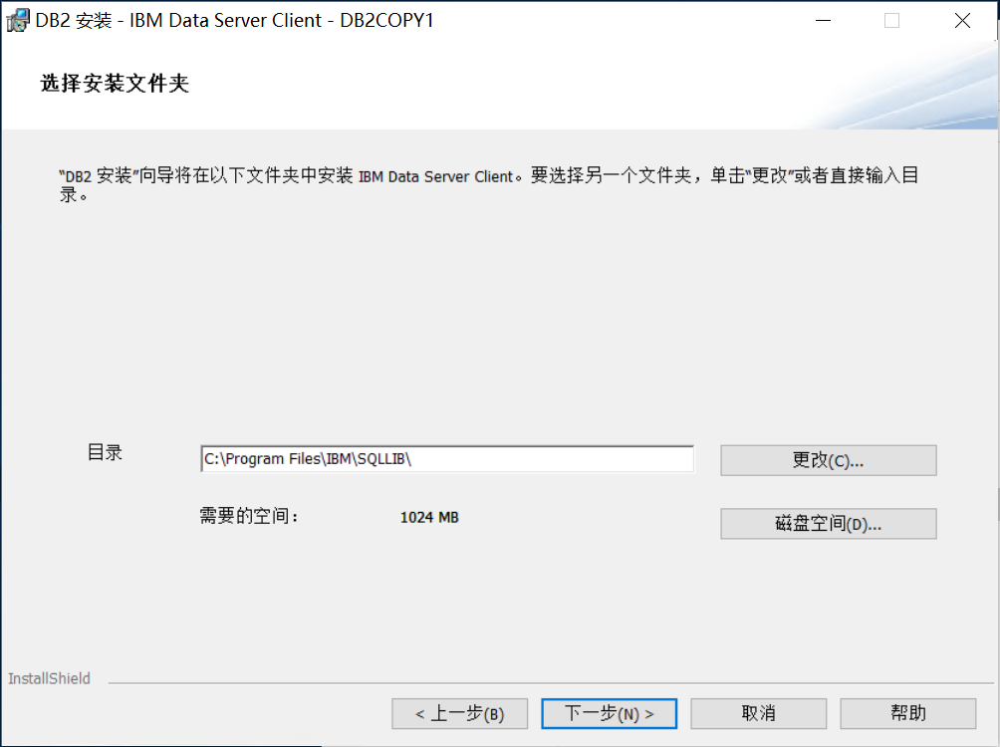 DB2 安装 - IBM Data Server Client - DB2COPY1
选择安装文件夹
“DB2 安装”向导将在以下文件夹中安装 IBM Data Server Client。要选择另一个文件夹，单击“更改”或者直接输入目
录。
目录
C:\Program Files\IBM\SQLLIB\
更改(C)...
需要的空间：
1024 MB
磁盘空间(D)...
InstallShield
< 上一步(B)
下一步(N) >
取消
帮助